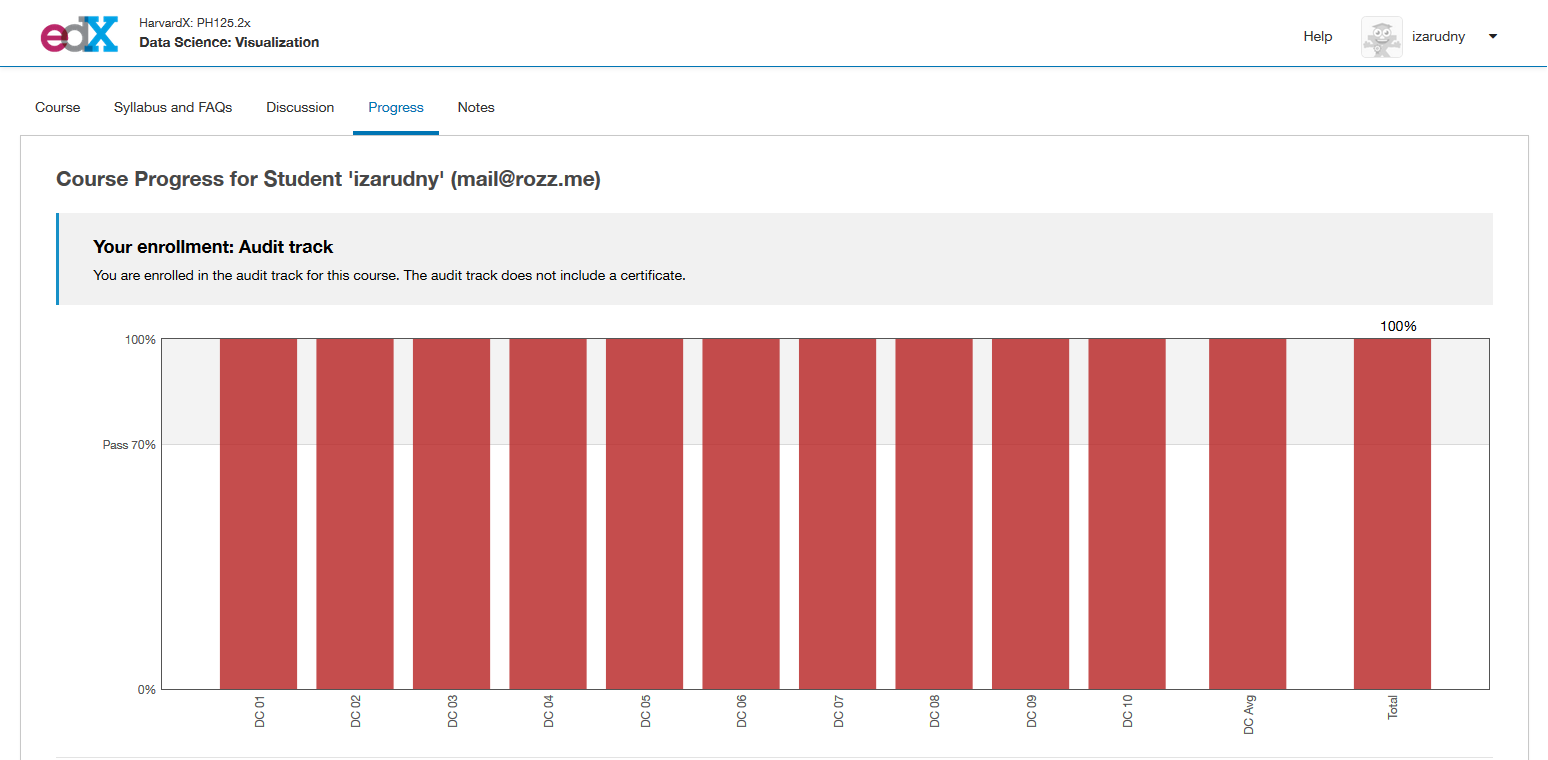 edX
HarvardX: PH125.2x
Data Science: Visualization
Help
izarudny
Course
Syllabus and FAQs
Discussion
Progress
Notes
Course Progress for Student 'izarudny' (mail@rozz.me)
Your enrollment: Audit track
You are enrolled in the audit track for this course. The audit track does not include a certificate.
100%
100%
Pass 70%
0%
DC 01
DC 02
DC 03
DC 04
DC 05
DC 06
DC 07
DC 08
DC 09
DC 10
DC Avg
Total